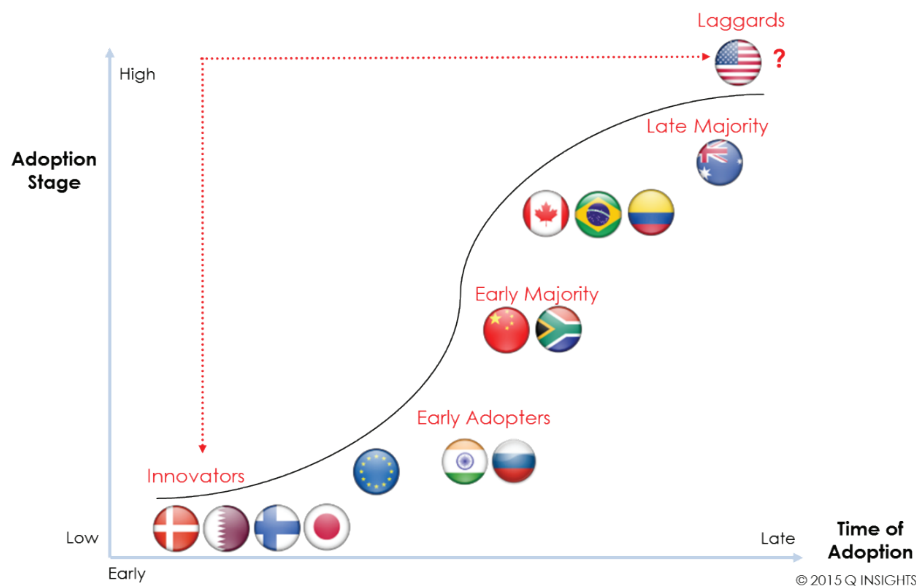 Laggards
?
High
Late Majority
Adoption
Stage
Early Majority
Early Adopters
Innovators
Low
Late
Time of
Adoption
Early
© 2015 Q INSIGHTS